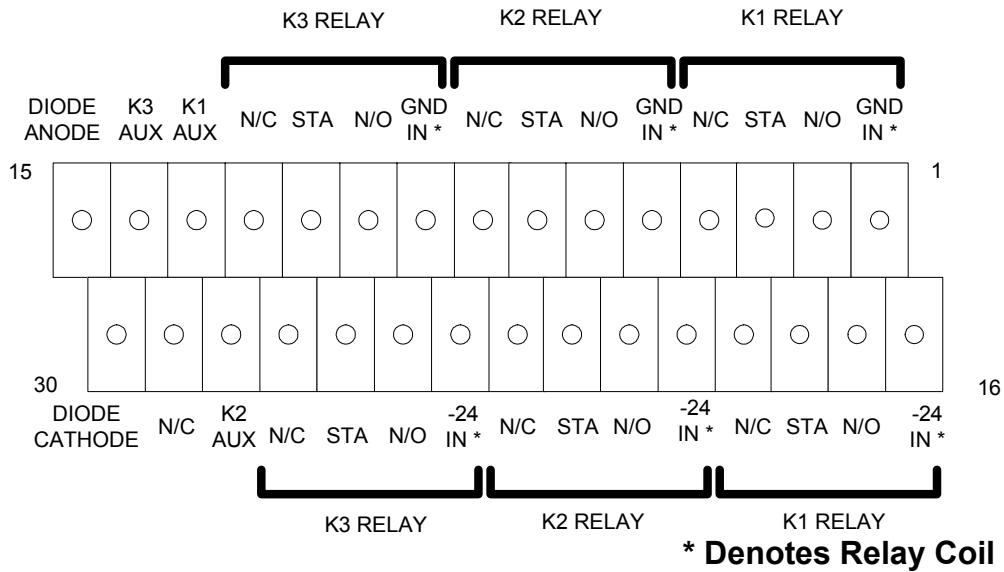 K3 RELAY K2 RELAY K1 RELAY
DIODE ANODE K3 AUX K1 AUX N/C STA N/O GND IN * N/C STA N/O GND IN * N/C STA N/O GND IN *
15 1
30 16
DIODE CATHODE N/C K2 AUX N/C STA N/O -24 IN * N/C STA N/O -24 IN * N/C STA N/O -24 IN *
K3 RELAY K2 RELAY K1 RELAY
* Denotes Relay Coil